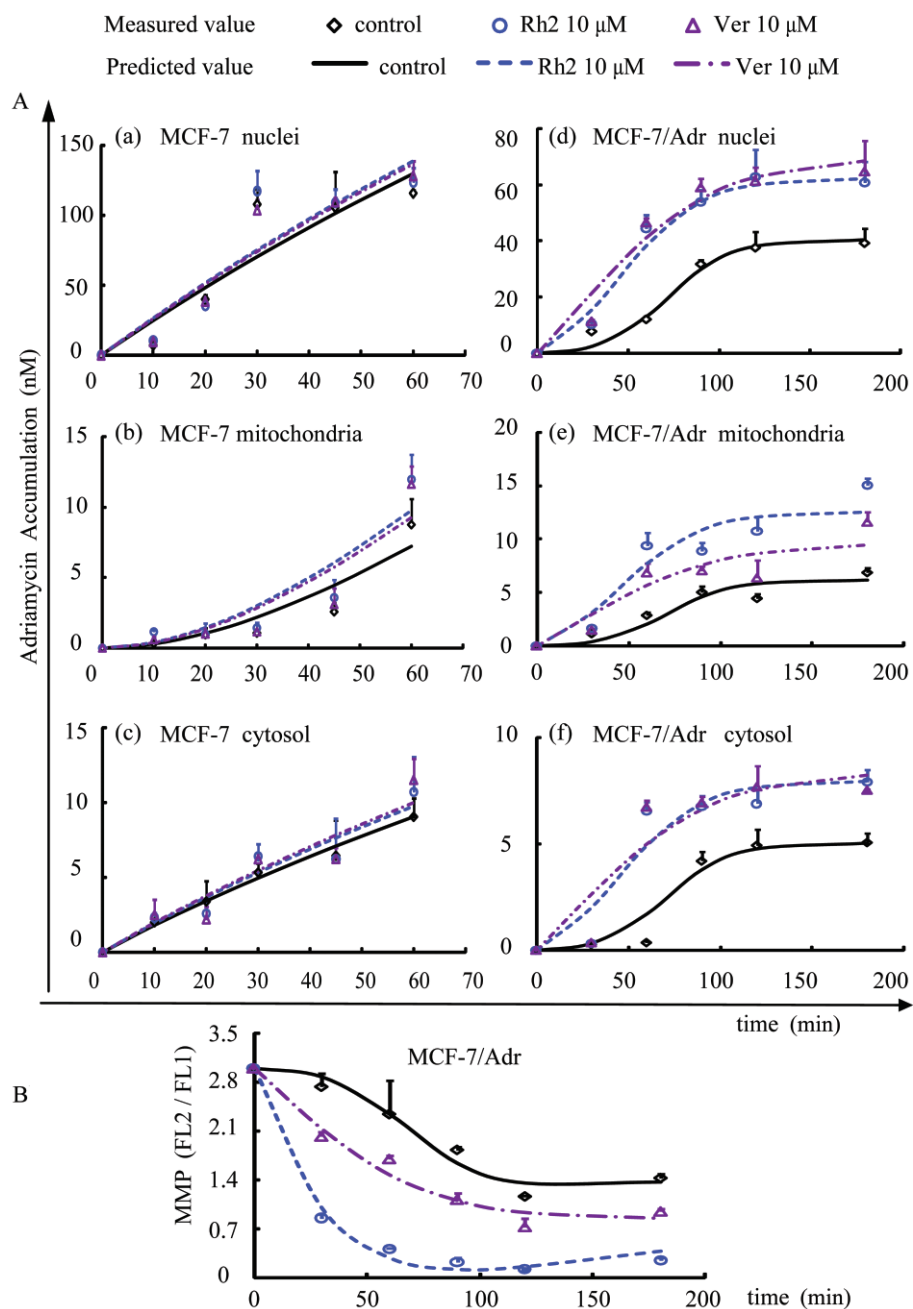 Measured value control Rh2 10 μM Ver 10 μM
Predicted value control Rh2 10 μM Ver 10 μM
A
Adriamycin Accumulation (nM)
(a) MCF-7 nuclei
150
100
50
0
0 10 20 30 40 50 60 70
(d) MCF-7/Adr nuclei
80
60
40
20
0
0 50 100 150 200
(b) MCF-7 mitochondria
15
10
5
0
0 10 20 30 40 50 60 70
(e) MCF-7/Adr mitochondria
20
15
10
5
0
0 50 100 150 200
(c) MCF-7 cytosol
15
10
5
0
0 10 20 30 40 50 60 70
(f) MCF-7/Adr cytosol
10
5
0
0 50 100 150 200
time (min)
B
MCF-7/Adr
MMP (FL2 / FL1)
3.5
2.8
2.1
1.4
0.7
0
0 50 100 150 200
time (min)